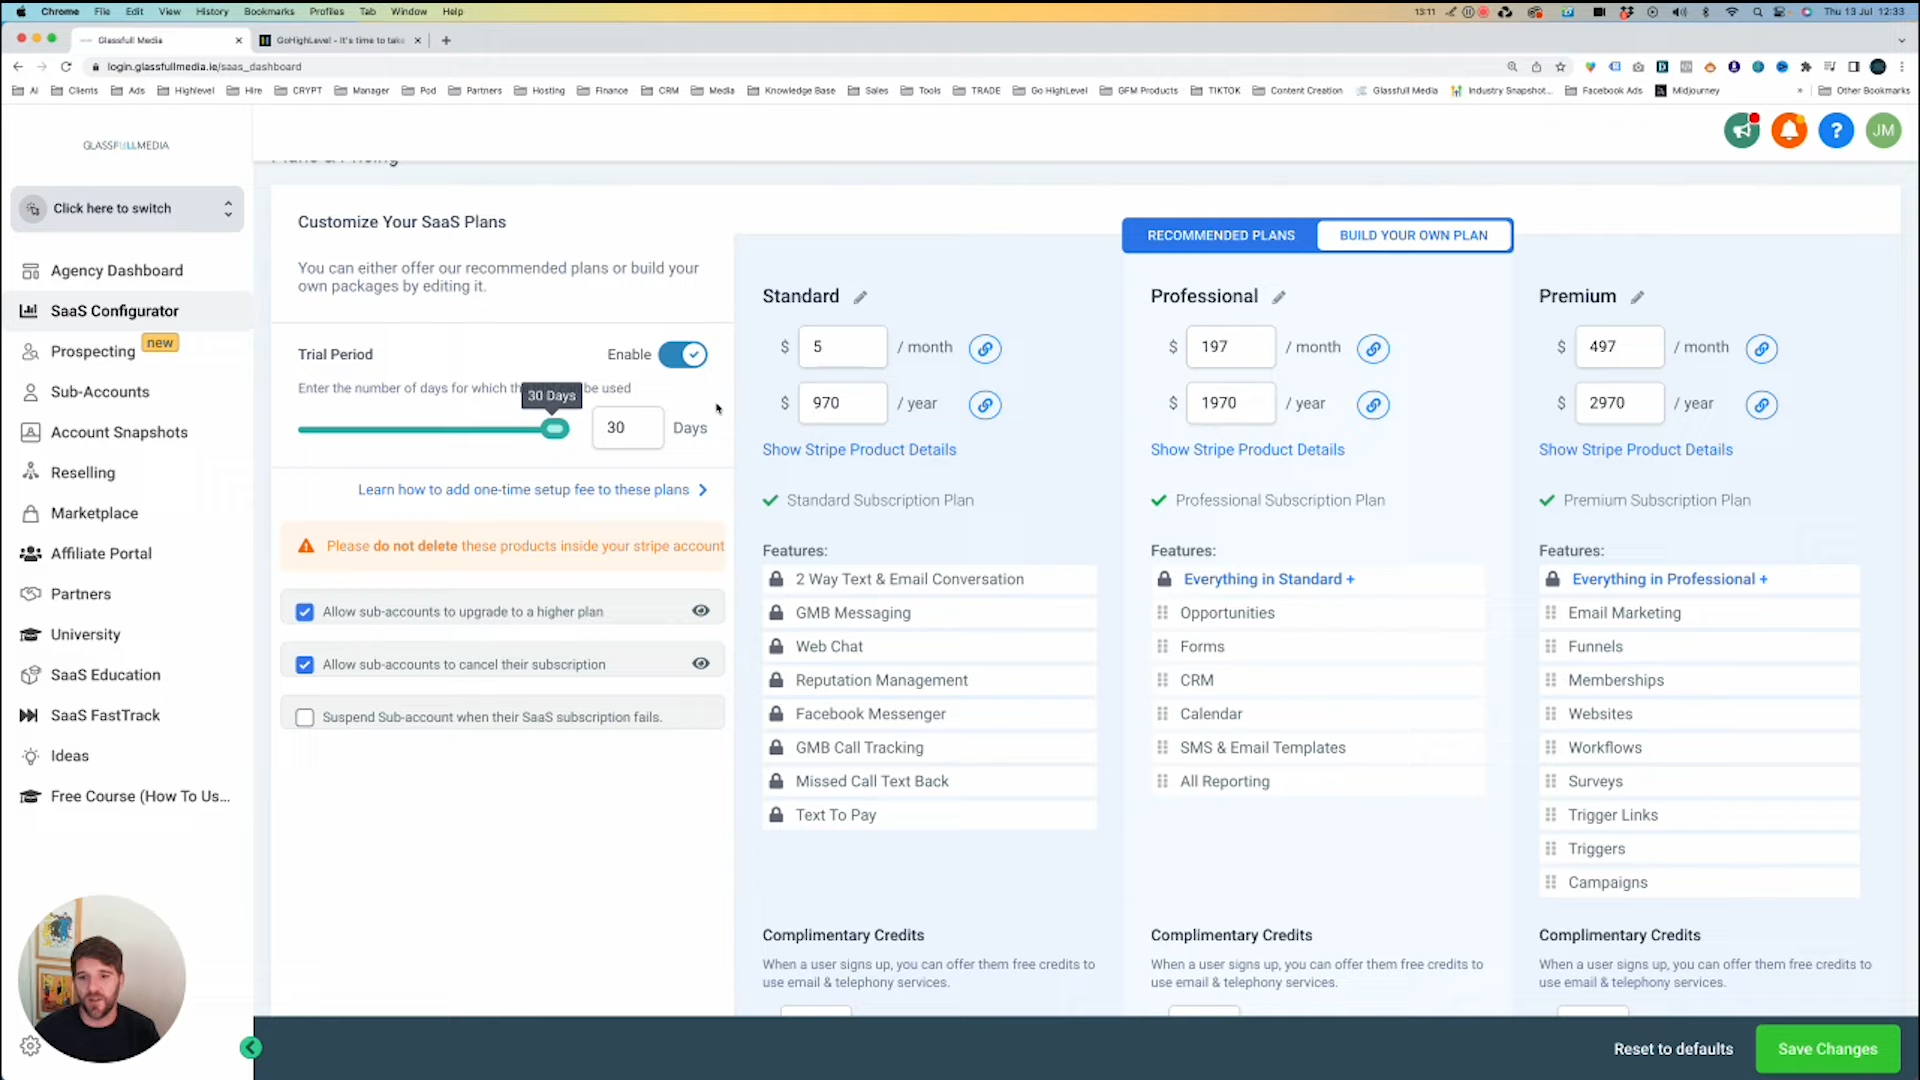 Chrome File Edit View History Bookmarks Profiles Tab Window Help 13:11 Thu 13 Jul 12:33
Glassfull Media GoHighLevel - It's time to take
login.glassfullmedia.ie/saas_dashboard
AI Clients Ads Highlevel Hire CRYPT Manager Pod Partners Hosting Finance CRM Media Knowledge Base Sales Tools TRADE Go HighLevel GFM Products TIKTOK Content Creation Glassfull Media Industry Snapshot... Facebook Ads Midjourney » Other Bookmarks
GLASSFULLMEDIA
? JM
Click here to switch
Agency Dashboard
SaaS Configurator
Prospecting new
Sub-Accounts
Account Snapshots
Reselling
Marketplace
Affiliate Portal
Partners
University
SaaS Education
SaaS FastTrack
Ideas
Free Course (How To Us...
Customize Your SaaS Plans
You can either offer our recommended plans or build your
own packages by editing it.
Trial Period Enable
Enter the number of days for which be used
30 Days
30 Days
Learn how to add one-time setup fee to these plans
Please do not delete these products inside your stripe account
Allow sub-accounts to upgrade to a higher plan
Allow sub-accounts to cancel their subscription
Suspend Sub-account when their SaaS subscription fails.
RECOMMENDED PLANS BUILD YOUR OWN PLAN
Standard
$ 5 / month
$ 970 / year
Show Stripe Product Details
Standard Subscription Plan
Features:
2 Way Text & Email Conversation
GMB Messaging
Web Chat
Reputation Management
Facebook Messenger
GMB Call Tracking
Missed Call Text Back
Text To Pay
Complimentary Credits
When a user signs up, you can offer them free credits to
use email & telephony services.
Professional
$ 197 / month
$ 1970 / year
Show Stripe Product Details
Professional Subscription Plan
Features:
Everything in Standard +
Opportunities
Forms
CRM
Calendar
SMS & Email Templates
All Reporting
Complimentary Credits
When a user signs up, you can offer them free credits to
use email & telephony services.
Premium
$ 497 / month
$ 2970 / year
Show Stripe Product Details
Premium Subscription Plan
Features:
Everything in Professional +
Email Marketing
Funnels
Memberships
Websites
Workflows
Surveys
Trigger Links
Triggers
Campaigns
Complimentary Credits
When a user signs up, you can offer them free credits to
use email & telephony services.
Reset to defaults Save Changes